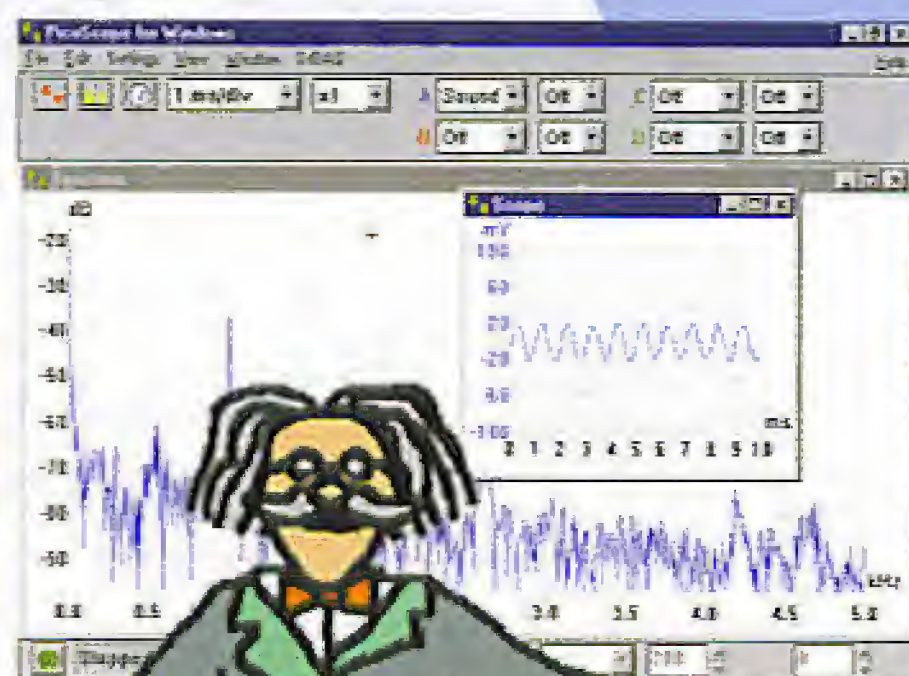 PicoScope for Windows
File Edit Settings View Window
Help
1 ms/div x1 A Sound Off C Off Off
B Off Off D Off Off
Scope
dB
mV
100
60
20
-20
-60
-100
ms
0 1 2 3 4 5 6 7 8 9 10
-20
-30
-40
-50
-60
-70
-80
-90
kHz
0.0 0.5 3.0 3.5 4.0 4.5 5.0